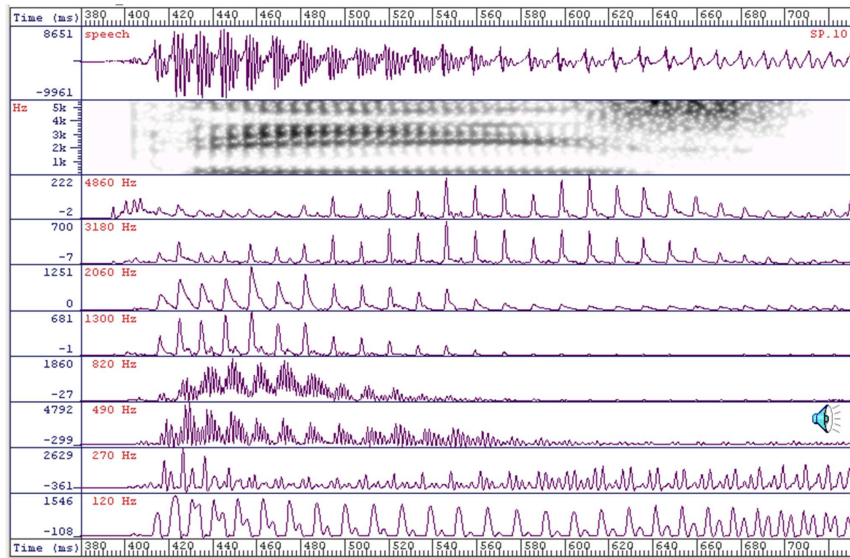 Time (ms) 380 400 420 440 460 480 500 520 540 560 580 600 620 640 660 680 700
8651 speech SP.10
-9961
Hz 5k
4k
3k
2k
1k
222 4860 Hz
-2
700 3180 Hz
-7
1251 2060 Hz
0
681 1300 Hz
-1
1860 820 Hz
-27
4792 490 Hz
-299
2629 270 Hz
-361
1546 120 Hz
-108
Time (ms) 380 400 420 440 460 480 500 520 540 560 580 600 620 640 660 680 700